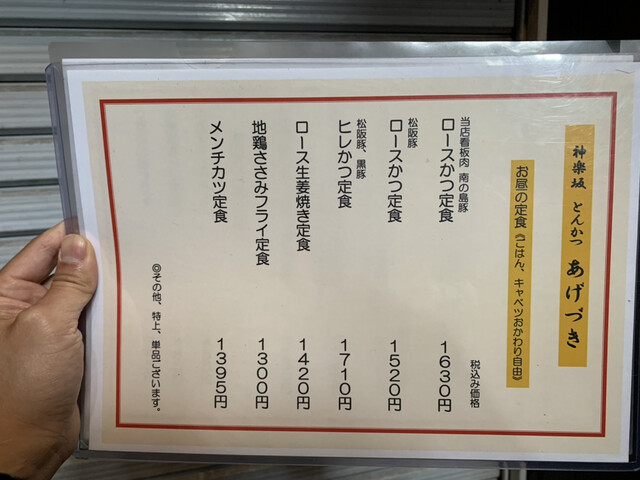 神楽坂 とんかつ あげづき
お昼の定食《ごはん、キャベツおかわり自由》
税込み価格
当店看板肉 南の島豚
ロースかつ定食 1630円
松阪豚
ロースかつ定食 1520円
松阪豚、黒豚
ヒレかつ定食 1710円
ロース生姜焼き定食 1420円
地鶏ささみフライ定食 1300円
メンチカツ定食 1395円
◎その他、特上、単品ございます。